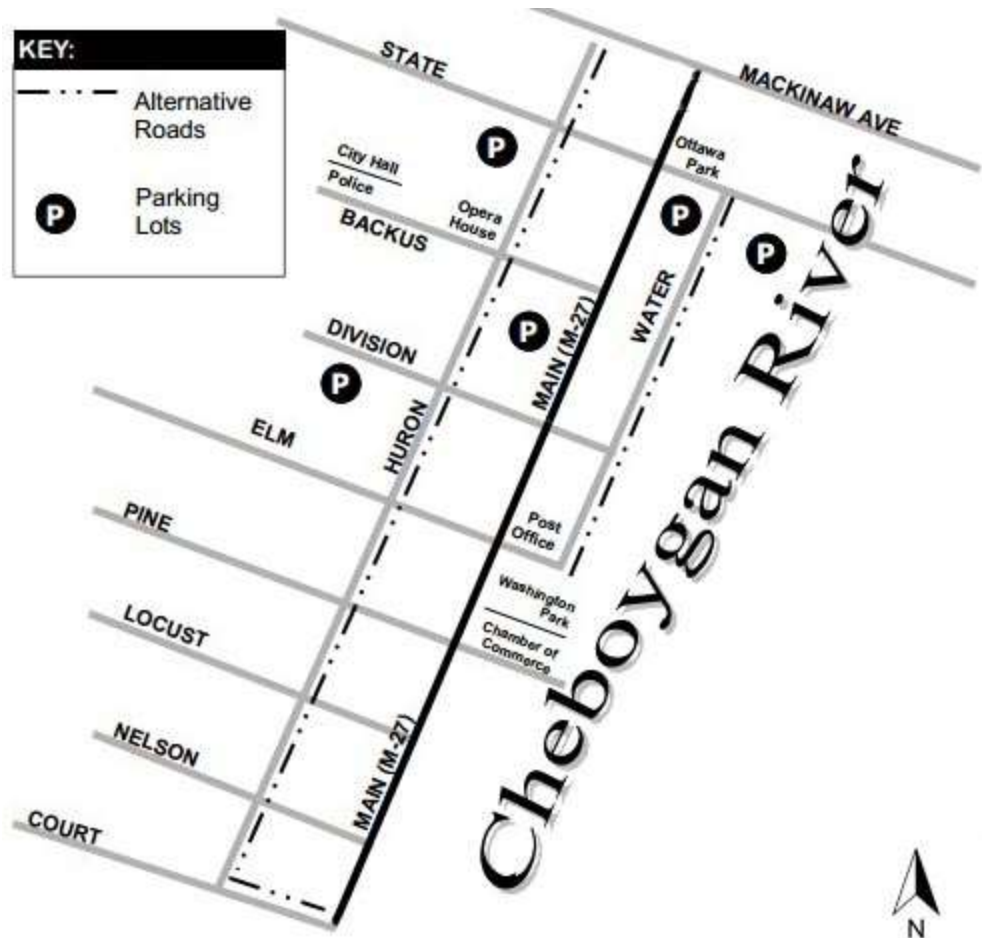 KEY:
Alternative
Roads
P
Parking
Lots
STATE
MACKINAW AVE
P
City Hall
Police
Opera
House
Ottawa
Park
P
P
BACKUS
WATER
DIVISION
P
MAIN (M-27)
P
ELM
HURON
PINE
Post
Office
Washington
Park
Chamber of
Commerce
LOCUST
NELSON
MAIN (M-27)
COURT
Cheboygan River
N